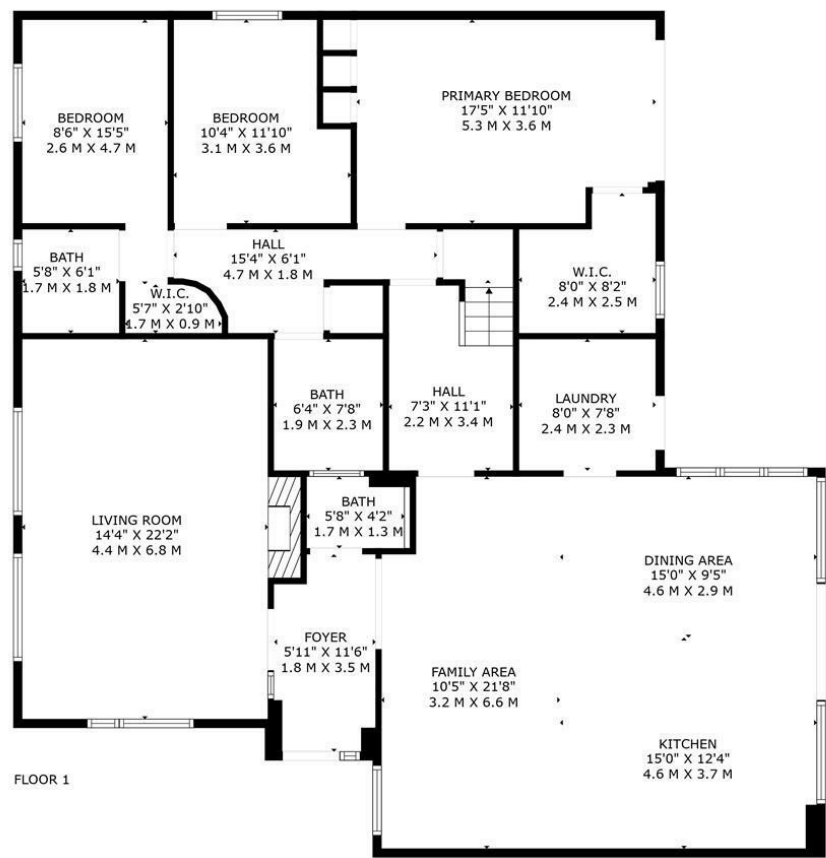 BEDROOM
8'6" X 15'5"
2.6 M X 4.7 M
BEDROOM
10'4" X 11'10"
3.1 M X 3.6 M
PRIMARY BEDROOM
17'5" X 11'10"
5.3 M X 3.6 M
BATH
5'8" X 6'1"
1.7 M X 1.8 M
HALL
15'4" X 6'1"
4.7 M X 1.8 M
W.I.C.
5'7" X 2'10"
1.7 M X 0.9 M
W.I.C.
8'0" X 8'2"
2.4 M X 2.5 M
BATH
6'4" X 7'8"
1.9 M X 2.3 M
HALL
7'3" X 11'1"
2.2 M X 3.4 M
LAUNDRY
8'0" X 7'8"
2.4 M X 2.3 M
LIVING ROOM
14'4" X 22'2"
4.4 M X 6.8 M
BATH
5'8" X 4'2"
1.7 M X 1.3 M
DINING AREA
15'0" X 9'5"
4.6 M X 2.9 M
FOYER
5'11" X 11'6"
1.8 M X 3.5 M
FAMILY AREA
10'5" X 21'8"
3.2 M X 6.6 M
KITCHEN
15'0" X 12'4"
4.6 M X 3.7 M
FLOOR 1